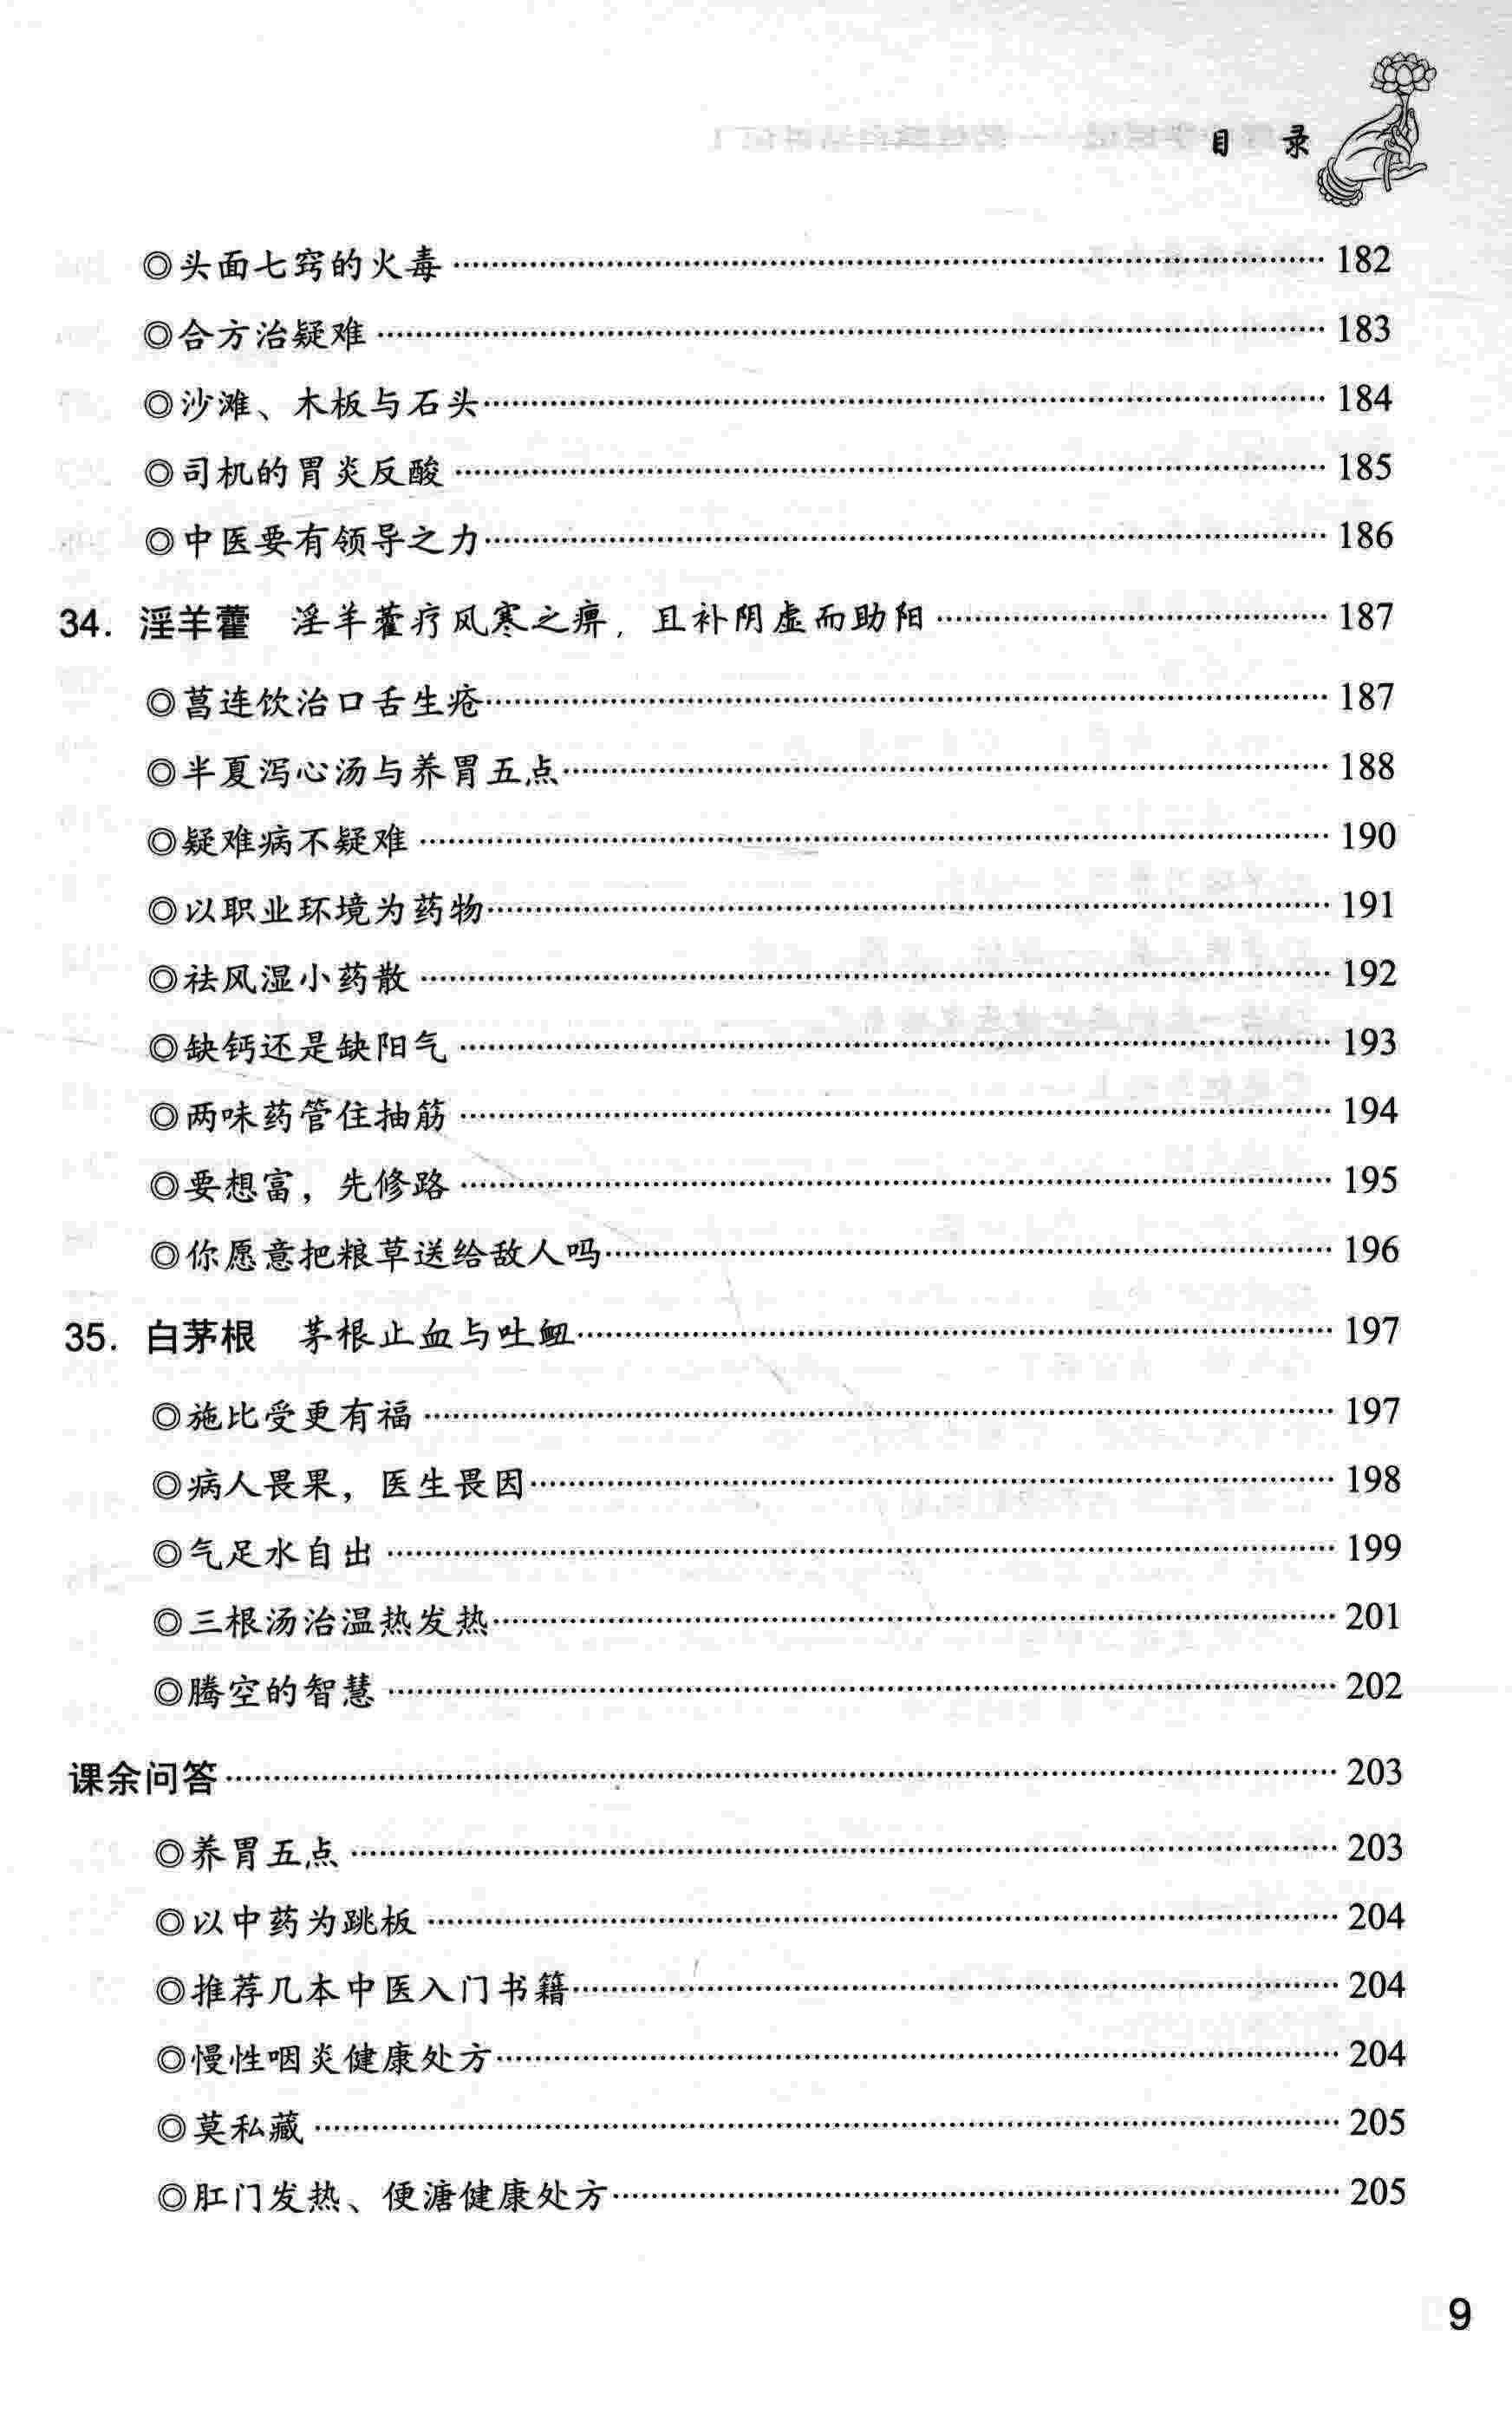 目 录
◎头面七窍的火毒…………182
◎合方治疑难…………183
◎沙滩、木板与石头…………184
◎司机的胃炎反酸…………185
◎中医要有领导之力…………186
34. 淫羊藿 淫羊藿疗风寒之痹，且补阴虚而助阳…………187
◎菖连饮治口舌生疮…………187
◎半夏泻心汤与养胃五点…………188
◎疑难病不疑难…………190
◎以职业环境为药物…………191
◎祛风湿小药散…………192
◎缺钙还是缺阳气…………193
◎两味药管住抽筋…………194
◎要想富，先修路…………195
◎你愿意把粮草送给敌人吗…………196
35. 白茅根 茅根止血与吐衄…………197
◎施比受更有福…………197
◎病人畏果，医生畏因…………198
◎气足水自出…………199
◎三根汤治温热发热…………201
◎腾空的智慧…………202
课余问答…………203
◎养胃五点…………203
◎以中药为跳板…………204
◎推荐几本中医入门书籍…………204
◎慢性咽炎健康处方…………204
◎莫私藏…………205
◎肛门发热、便溏健康处方…………205
9